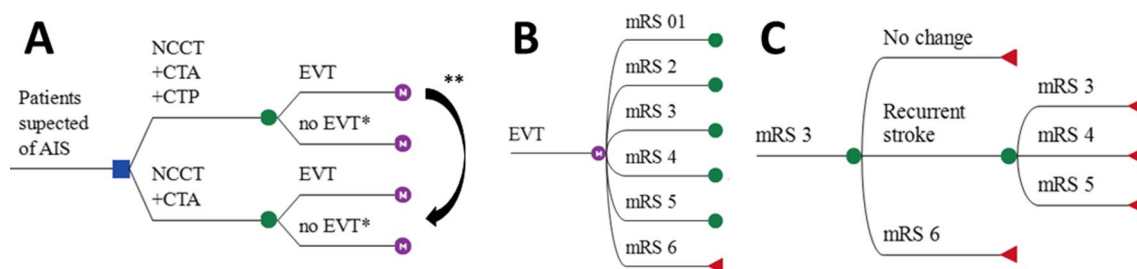 A
Patients
supected
of AIS
NCCT
+CTA
+CTP
EVT
no EVT*
**
NCCT
+CTA
EVT
no EVT*
M
M
M
M
B
EVT
M
mRS 01
mRS 2
mRS 3
mRS 4
mRS 5
mRS 6
C
mRS 3
No change
Recurrent
stroke
mRS 3
mRS 4
mRS 5
mRS 6